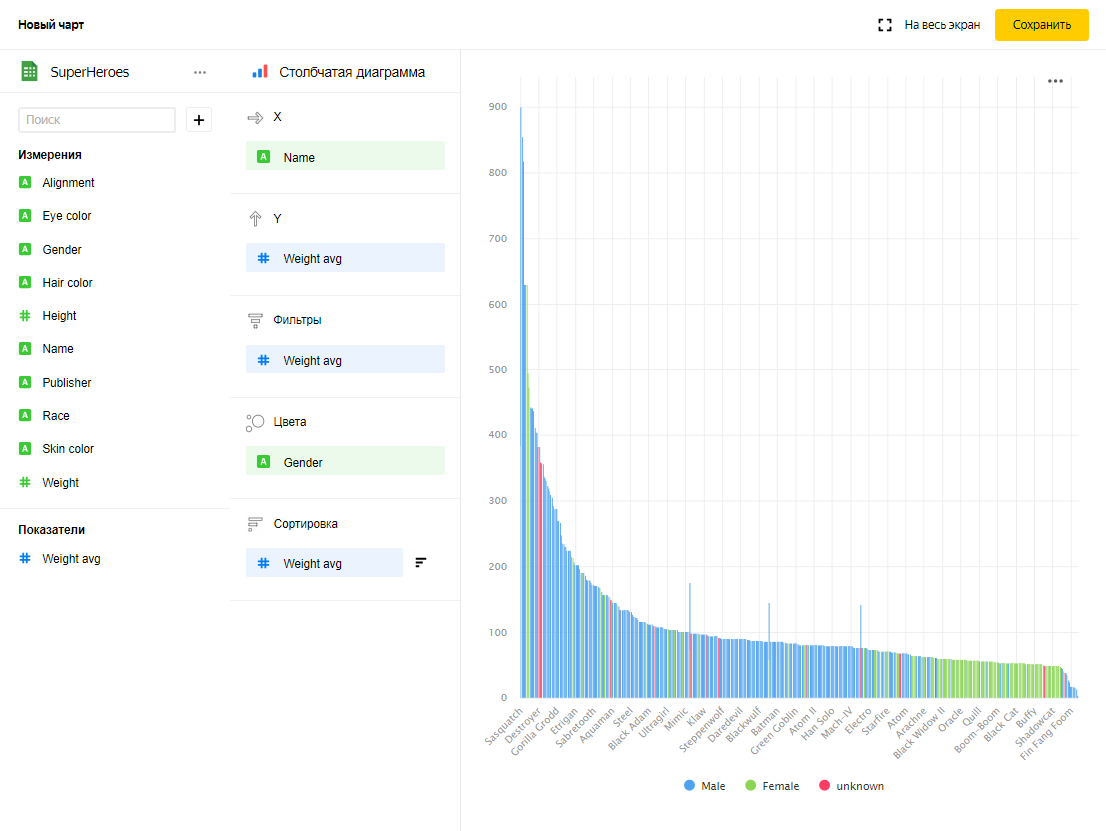 Новый чарт
На весь экран
Сохранить
SuperHeroes
Поиск
+
Измерения
A Alignment
A Eye color
A Gender
A Hair color
# Height
A Name
A Publisher
A Race
A Skin color
# Weight
Показатели
# Weight avg
Столбчатая диаграмма
X
A Name
Y
# Weight avg
Фильтры
# Weight avg
Цвета
A Gender
Сортировка
# Weight avg
900
800
700
600
500
400
300
200
100
0
Sasquatch
Destroyer
Gorilla Grodd
Etrigan
Sabretooth
Aquaman
Steel
Black Adam
Ultragirl
Mimic
Klaw
Steppenwolf
Daredevil
Blackwulf
Batman
Green Goblin
Atom II
Han Solo
Mach-IV
Electro
Starfire
Atom
Arachne
Black Widow II
Oracle
Quill
Boom-Boom
Black Cat
Buffy
Shadowcat
Fin Fang Foom
Male
Female
unknown